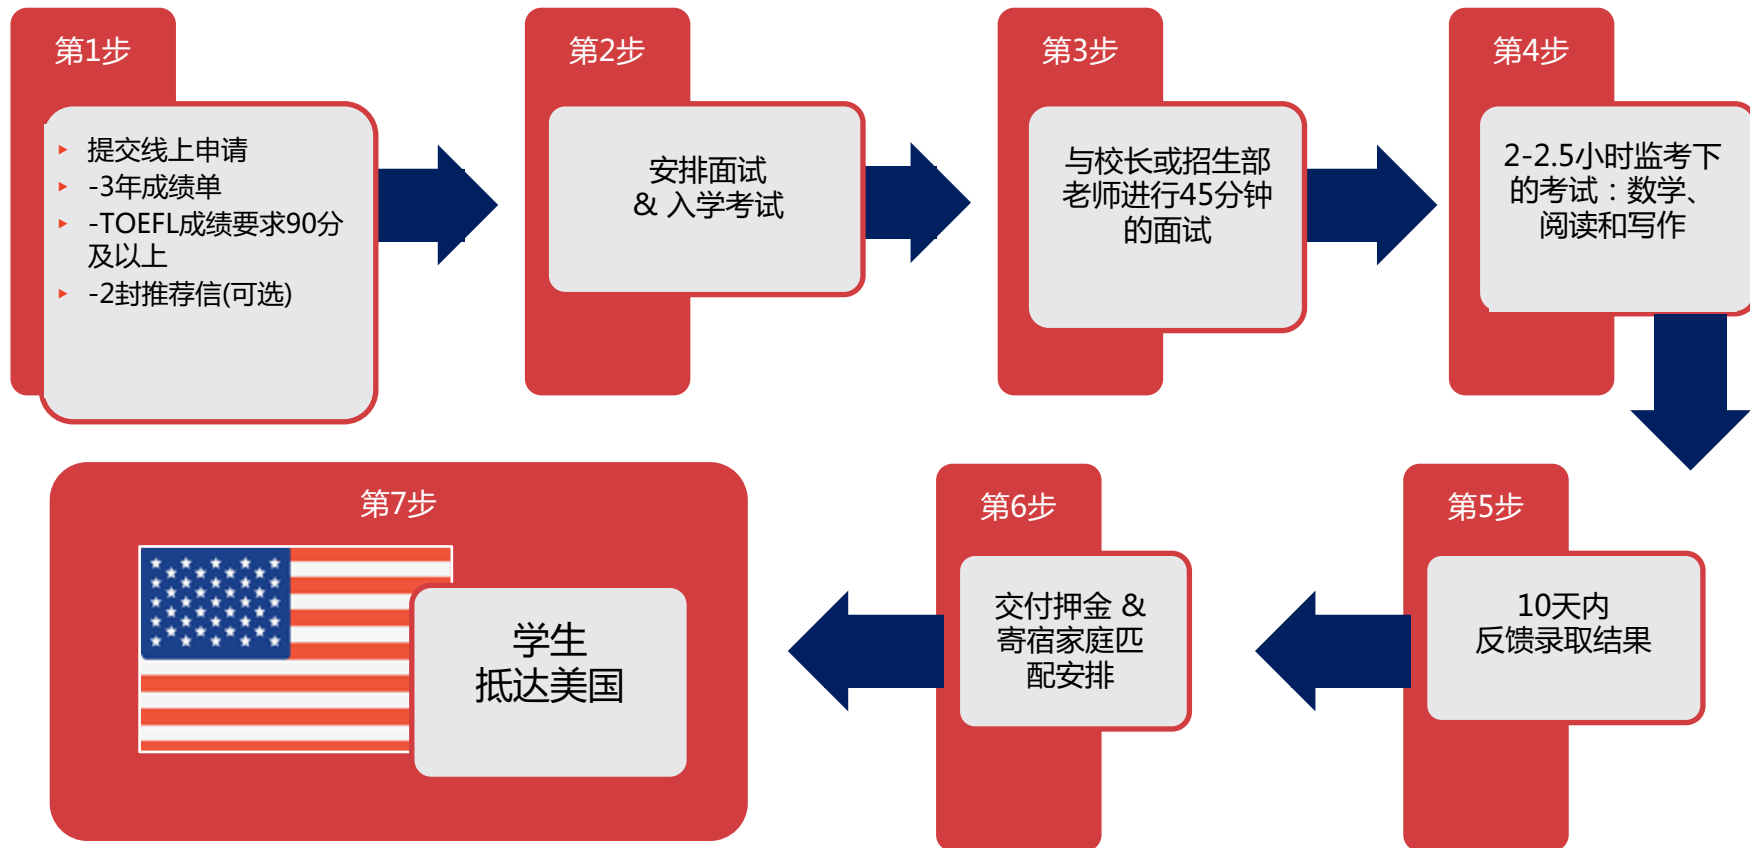 第1步
提交线上申请
-3年成绩单
-TOEFL成绩要求90分
及以上
-2封推荐信(可选)
第2步
安排面试
& 入学考试
第3步
与校长或招生部
老师进行45分钟
的面试
第4步
2-2.5小时监考下
的考试：数学、
阅读和写作
第5步
10天内
反馈录取结果
第6步
交付押金 &
寄宿家庭匹
配安排
第7步
学生
抵达美国